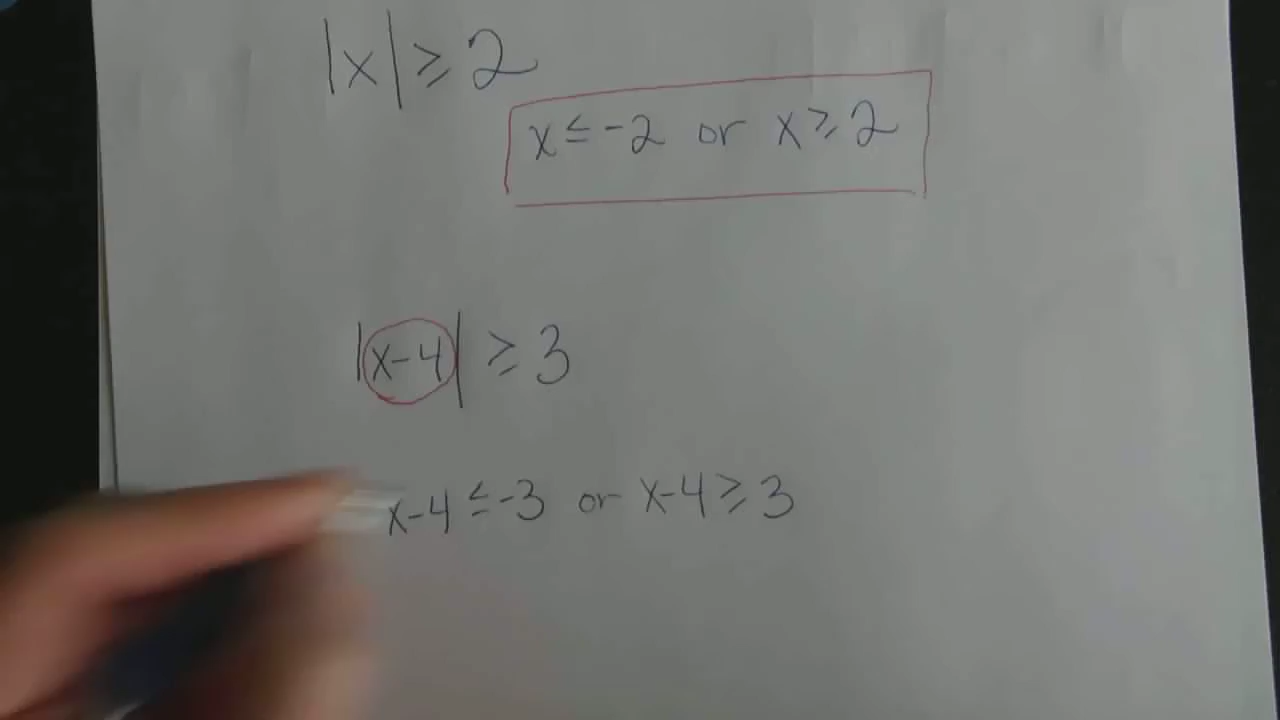 |x| ≥ 2
x ≤ -2 or x ≥ 2
|x-4| ≥ 3
x-4 ≤ -3 or x-4 ≥ 3